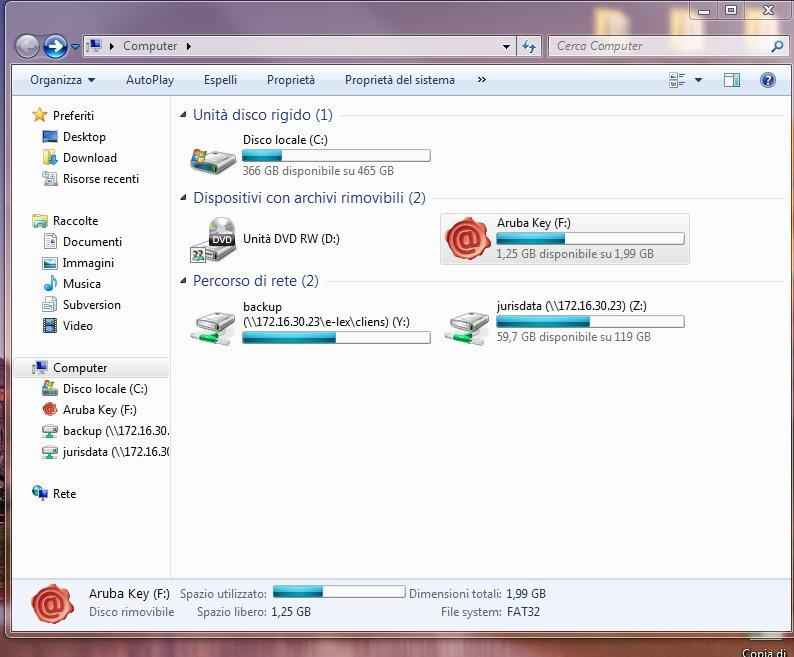 Computer
Cerca Computer
Organizza
AutoPlay
Espelli
Proprietà
Proprietà del sistema
»
Preferiti
Desktop
Download
Risorse recenti
Raccolte
Documenti
Immagini
Musica
Subversion
Video
Computer
Disco locale (C:)
Aruba Key (F:)
backup (\\172.16.30.
jurisdata (\\172.16.30
Rete
Unità disco rigido (1)
Disco locale (C:)
366 GB disponibile su 465 GB
Dispositivi con archivi rimovibili (2)
DVD
Unità DVD RW (D:)
Aruba Key (F:)
1,25 GB disponibile su 1,99 GB
Percorso di rete (2)
backup
(\\172.16.30.23\e-lex\cliens) (Y:)
jurisdata (\\172.16.30.23) (Z:)
59,7 GB disponibile su 119 GB
Aruba Key (F:) Spazio utilizzato: Dimensioni totali: 1,99 GB
Disco rimovibile Spazio libero: 1,25 GB File system: FAT32
Copia di